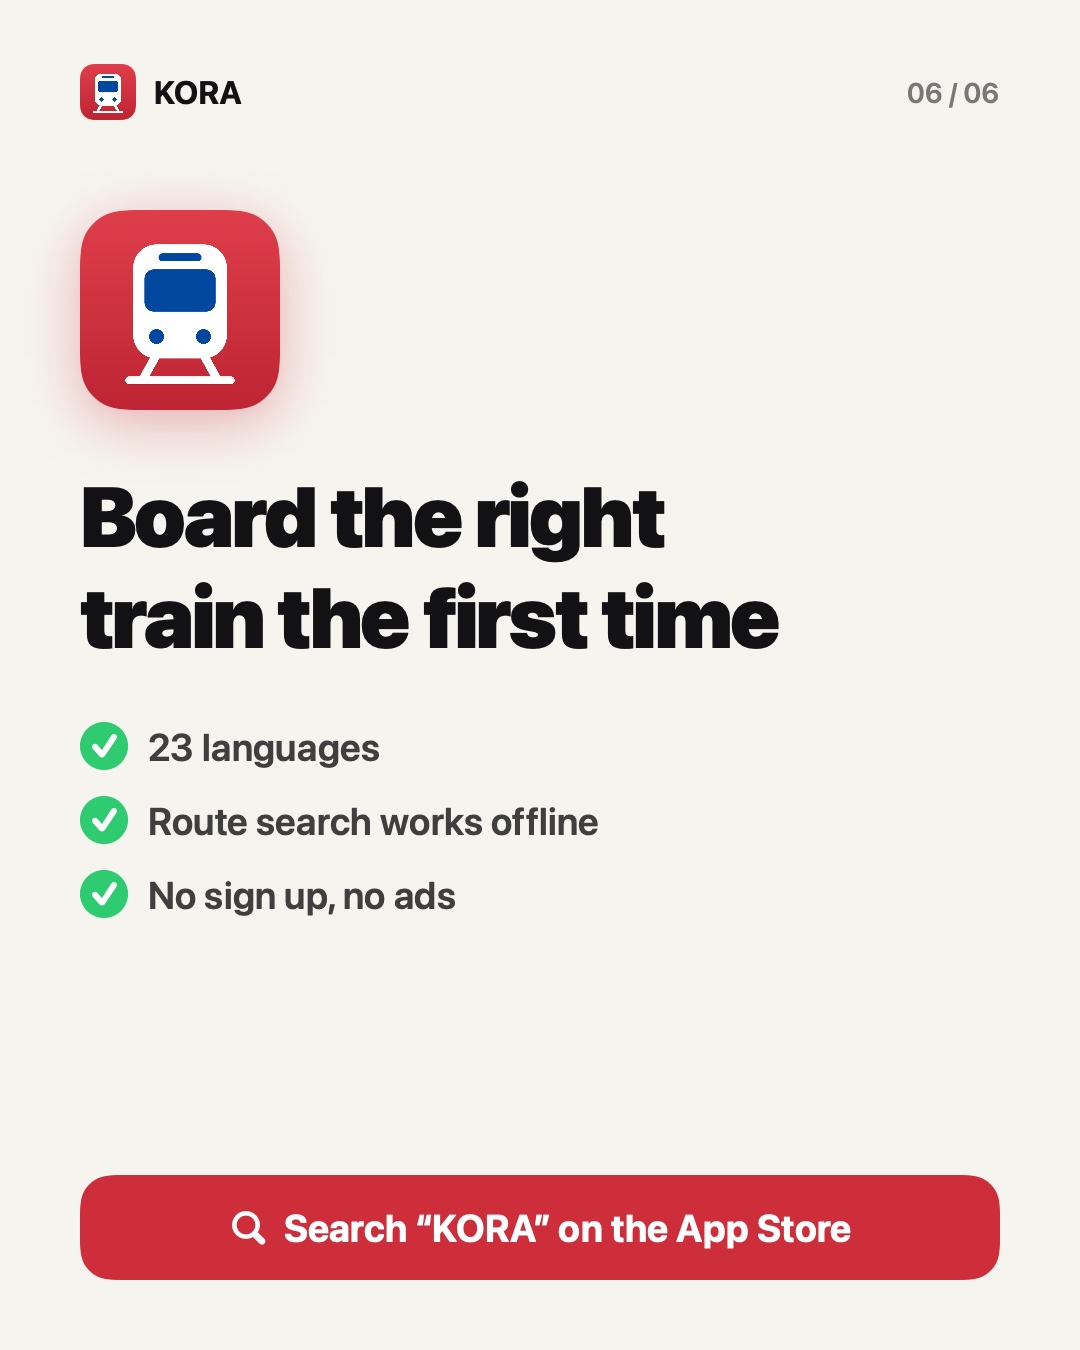 KORA
06 / 06
Board the right
train the first time
23 languages
Route search works offline
No sign up, no ads
Search “KORA” on the App Store